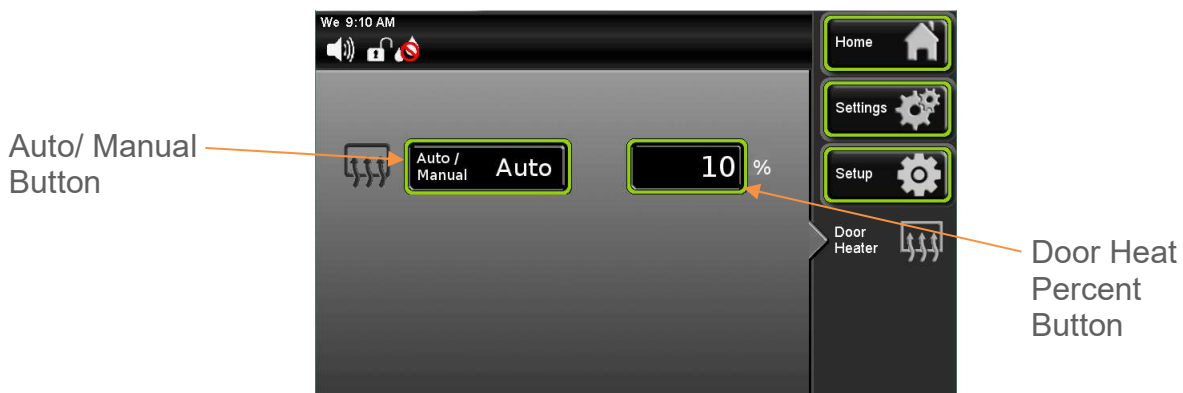 We 9:10 AM
Home
Settings
Auto/ Manual
Button
Auto /
Manual
Auto
10 %
Setup
Door
Heater
Door Heat
Percent
Button